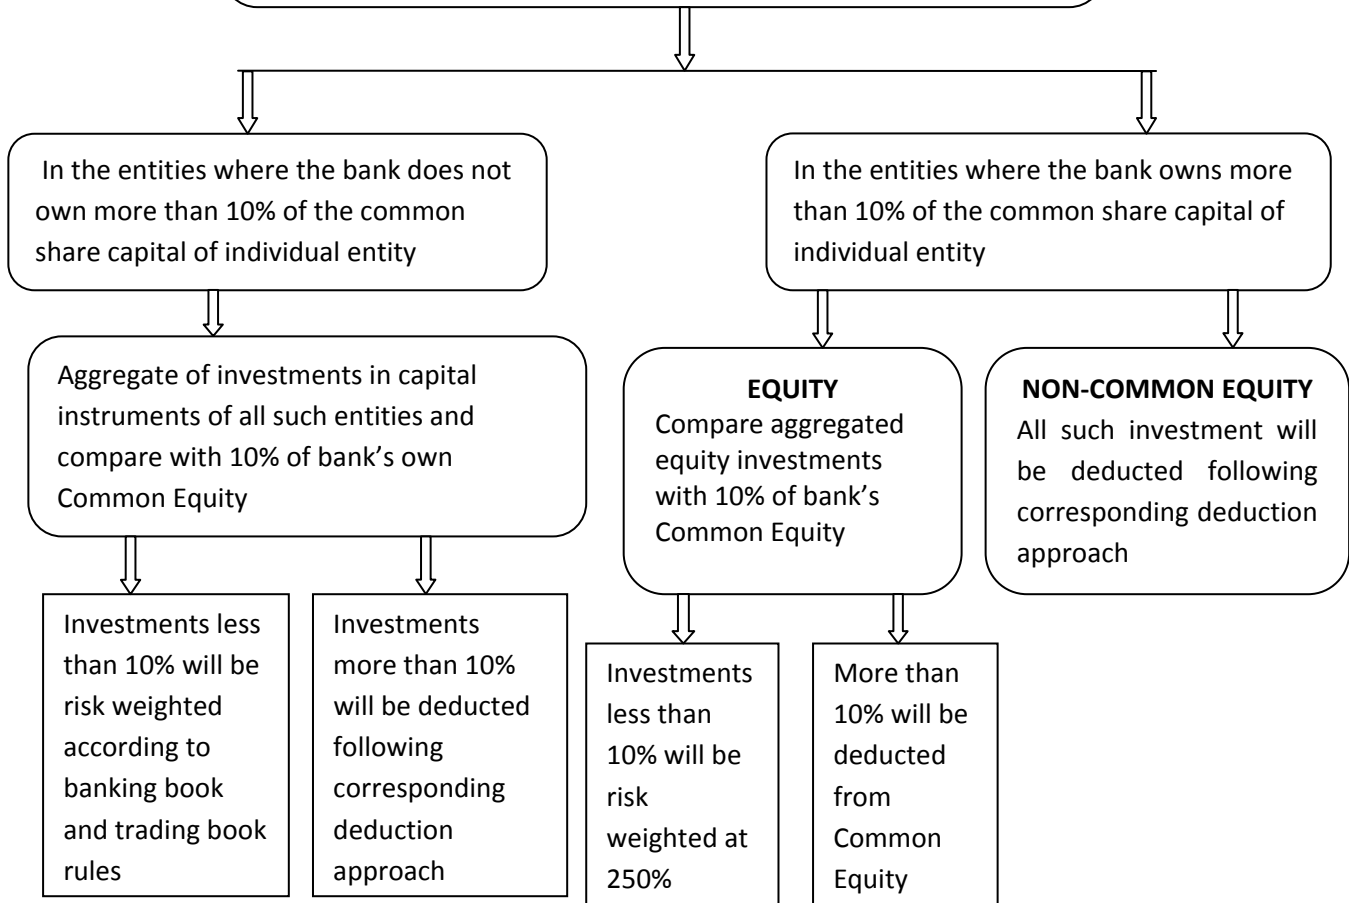 In the entities where the bank does not
own more than 10% of the common
share capital of individual entity
In the entities where the bank owns more
than 10% of the common share capital of
individual entity
Aggregate of investments in capital
instruments of all such entities and
compare with 10% of bank’s own
Common Equity
EQUITY
Compare aggregated
equity investments
with 10% of bank’s
Common Equity
NON-COMMON EQUITY
All such investment will
be deducted following
corresponding deduction
approach
Investments less
than 10% will be
risk weighted
according to
banking book
and trading book
rules
Investments
more than 10%
will be deducted
following
corresponding
deduction
approach
Investments
less than
10% will be
risk
weighted at
250%
More than
10% will be
deducted
from
Common
Equity